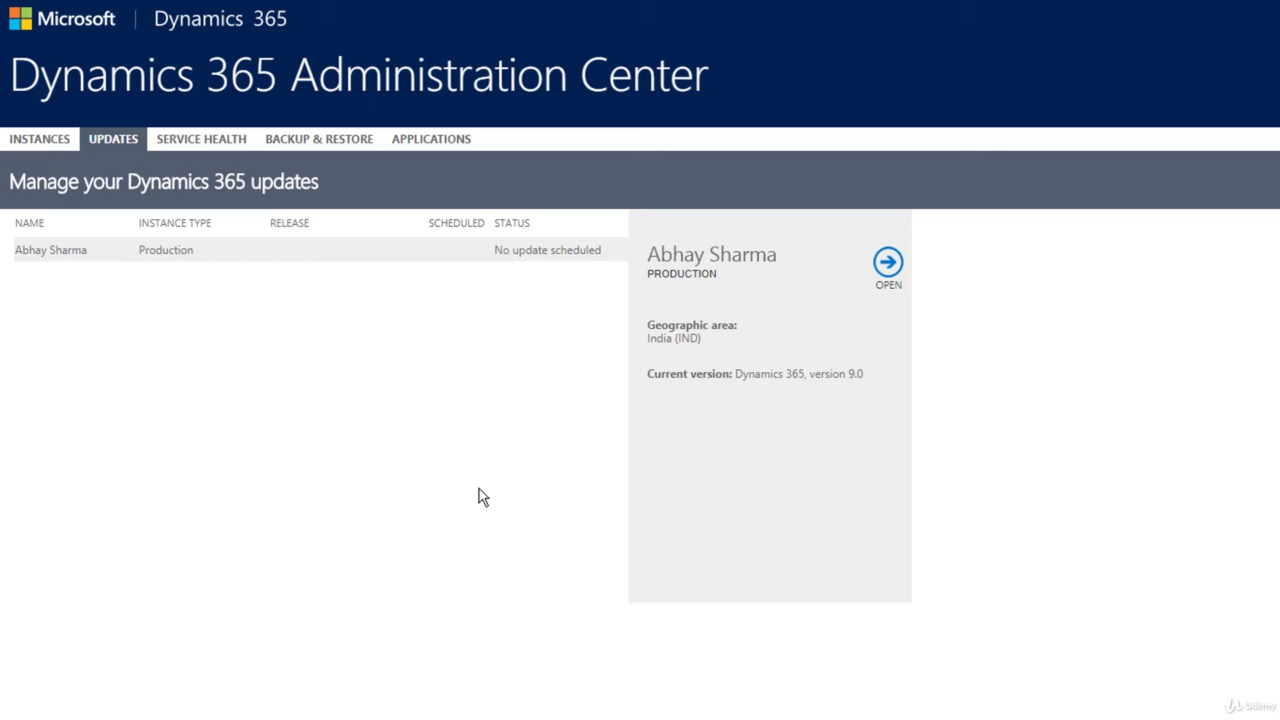 Microsoft | Dynamics 365
Dynamics 365 Administration Center
INSTANCES UPDATES SERVICE HEALTH BACKUP & RESTORE APPLICATIONS
Manage your Dynamics 365 updates
NAME INSTANCE TYPE RELEASE SCHEDULED STATUS
Abhay Sharma Production No update scheduled
Abhay Sharma
PRODUCTION
OPEN
Geographic area:
India (IND)
Current version: Dynamics 365, version 9.0
Udemy